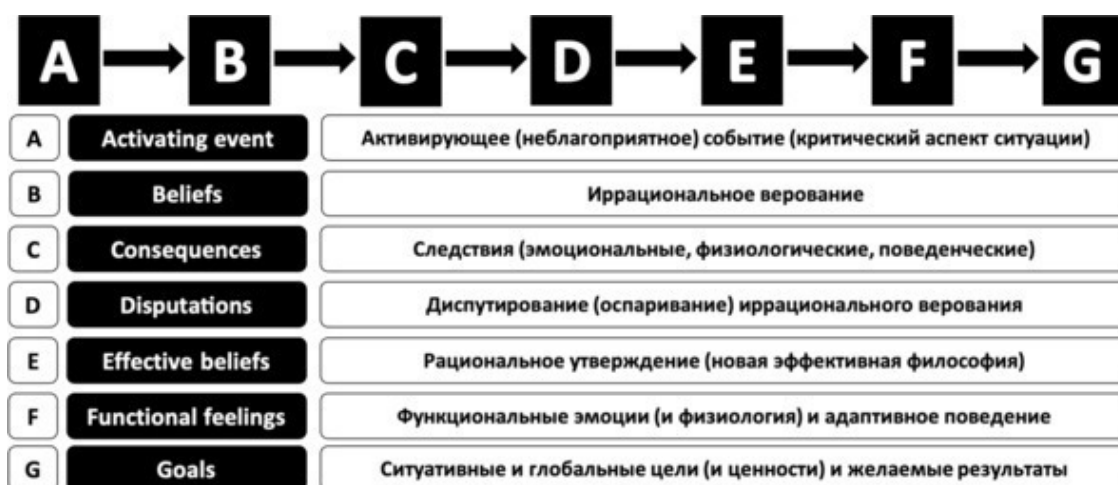 A B C D E F G
A Activating event Активирующее (неблагоприятное) событие (критический аспект ситуации)
B Beliefs Иррациональное верование
C Consequences Следствия (эмоциональные, физиологические, поведенческие)
D Disputations Диспутирование (оспаривание) иррационального верования
E Effective beliefs Рациональное утверждение (новая эффективная философия)
F Functional feelings Функциональные эмоции (и физиология) и адаптивное поведение
G Goals Ситуативные и глобальные цели (и ценности) и желаемые результаты